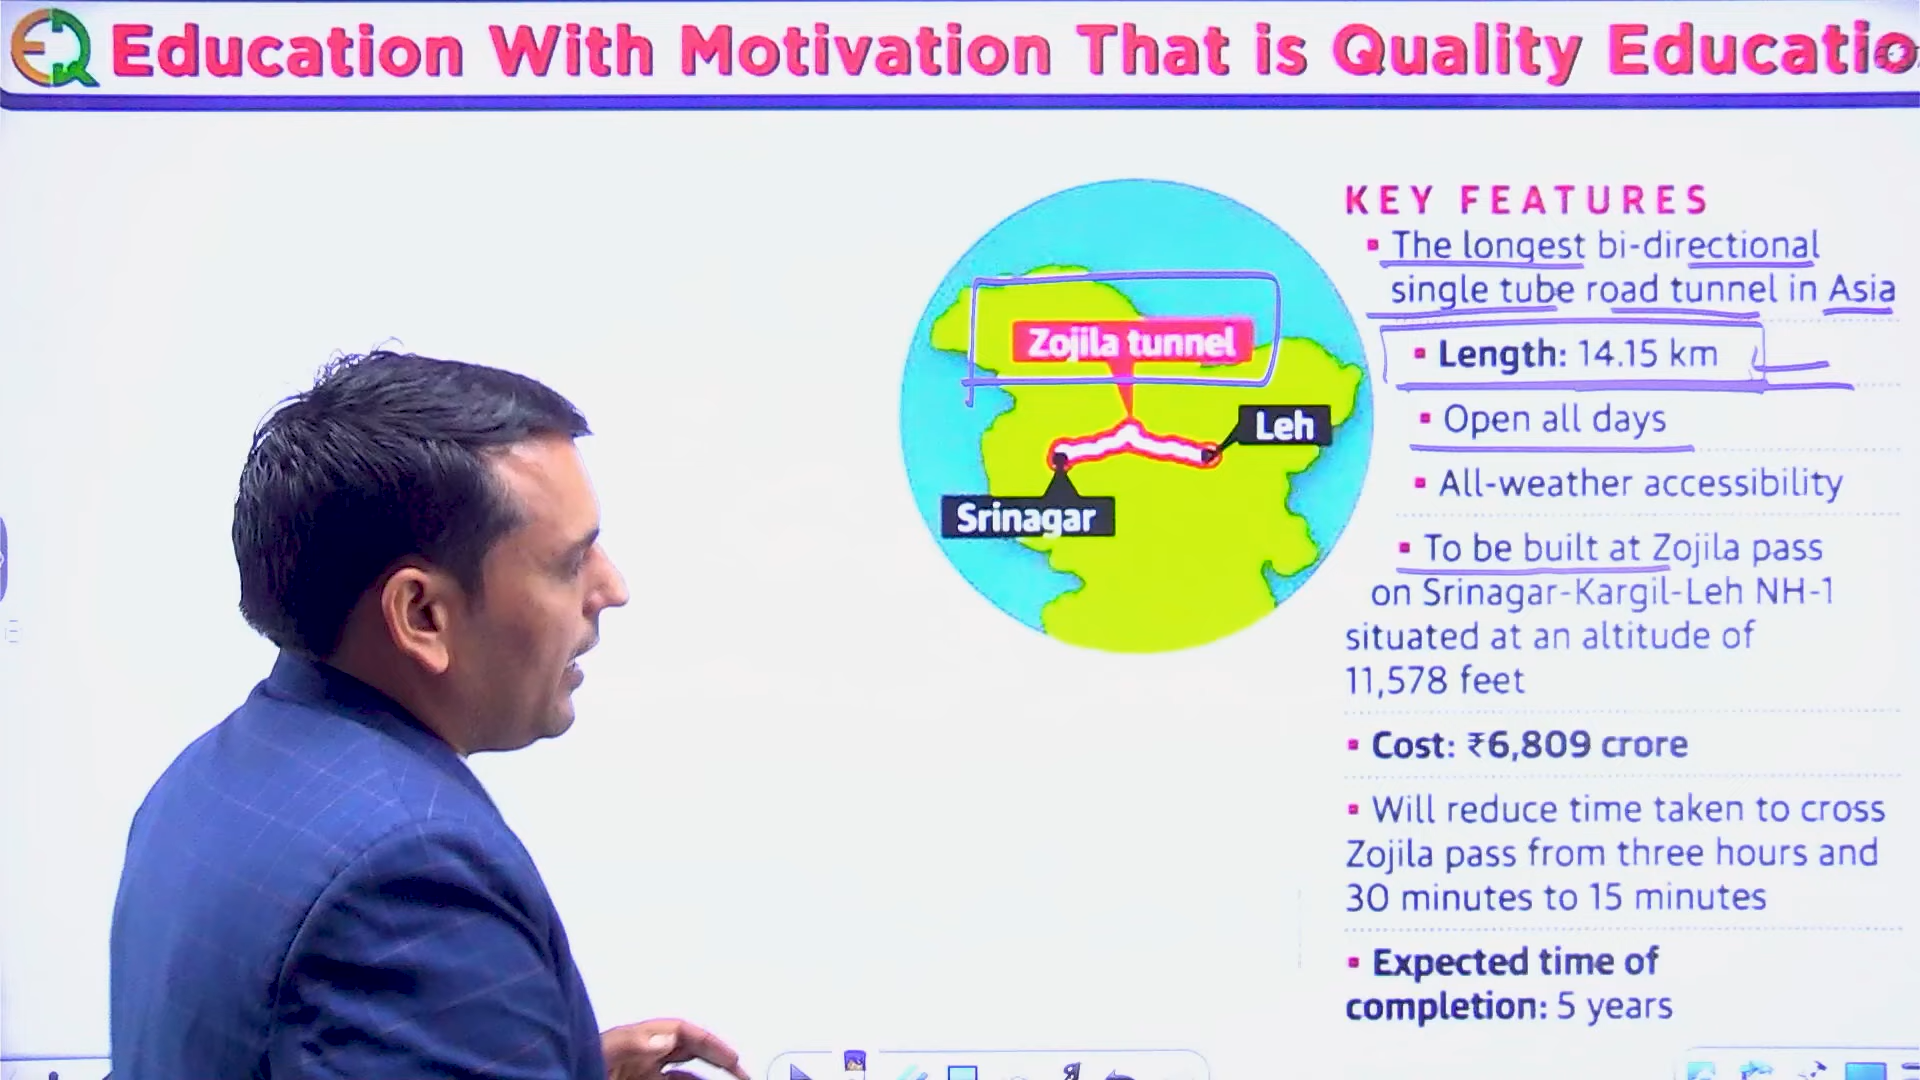 EQ Education With Motivation That is Quality Educatio
KEY FEATURES
▪ The longest bi-directional
single tube road tunnel in Asia
▪ Length: 14.15 km
▪ Open all days
▪ All-weather accessibility
▪ To be built at Zojila pass
on Srinagar-Kargil-Leh NH-1
situated at an altitude of
11,578 feet
▪ Cost: ₹6,809 crore
▪ Will reduce time taken to cross
Zojila pass from three hours and
30 minutes to 15 minutes
▪ Expected time of
completion: 5 years
Zojila tunnel
Leh
Srinagar